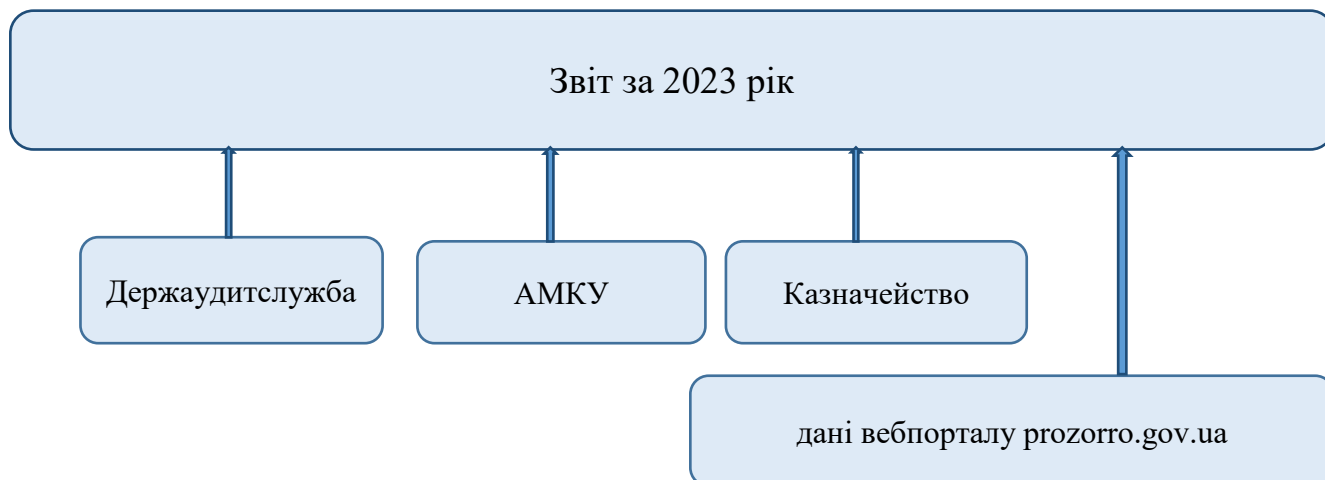 Звіт за 2023 рік
Держаудитслужба
АМКУ
Казначейство
дані вебпорталу prozorro.gov.ua